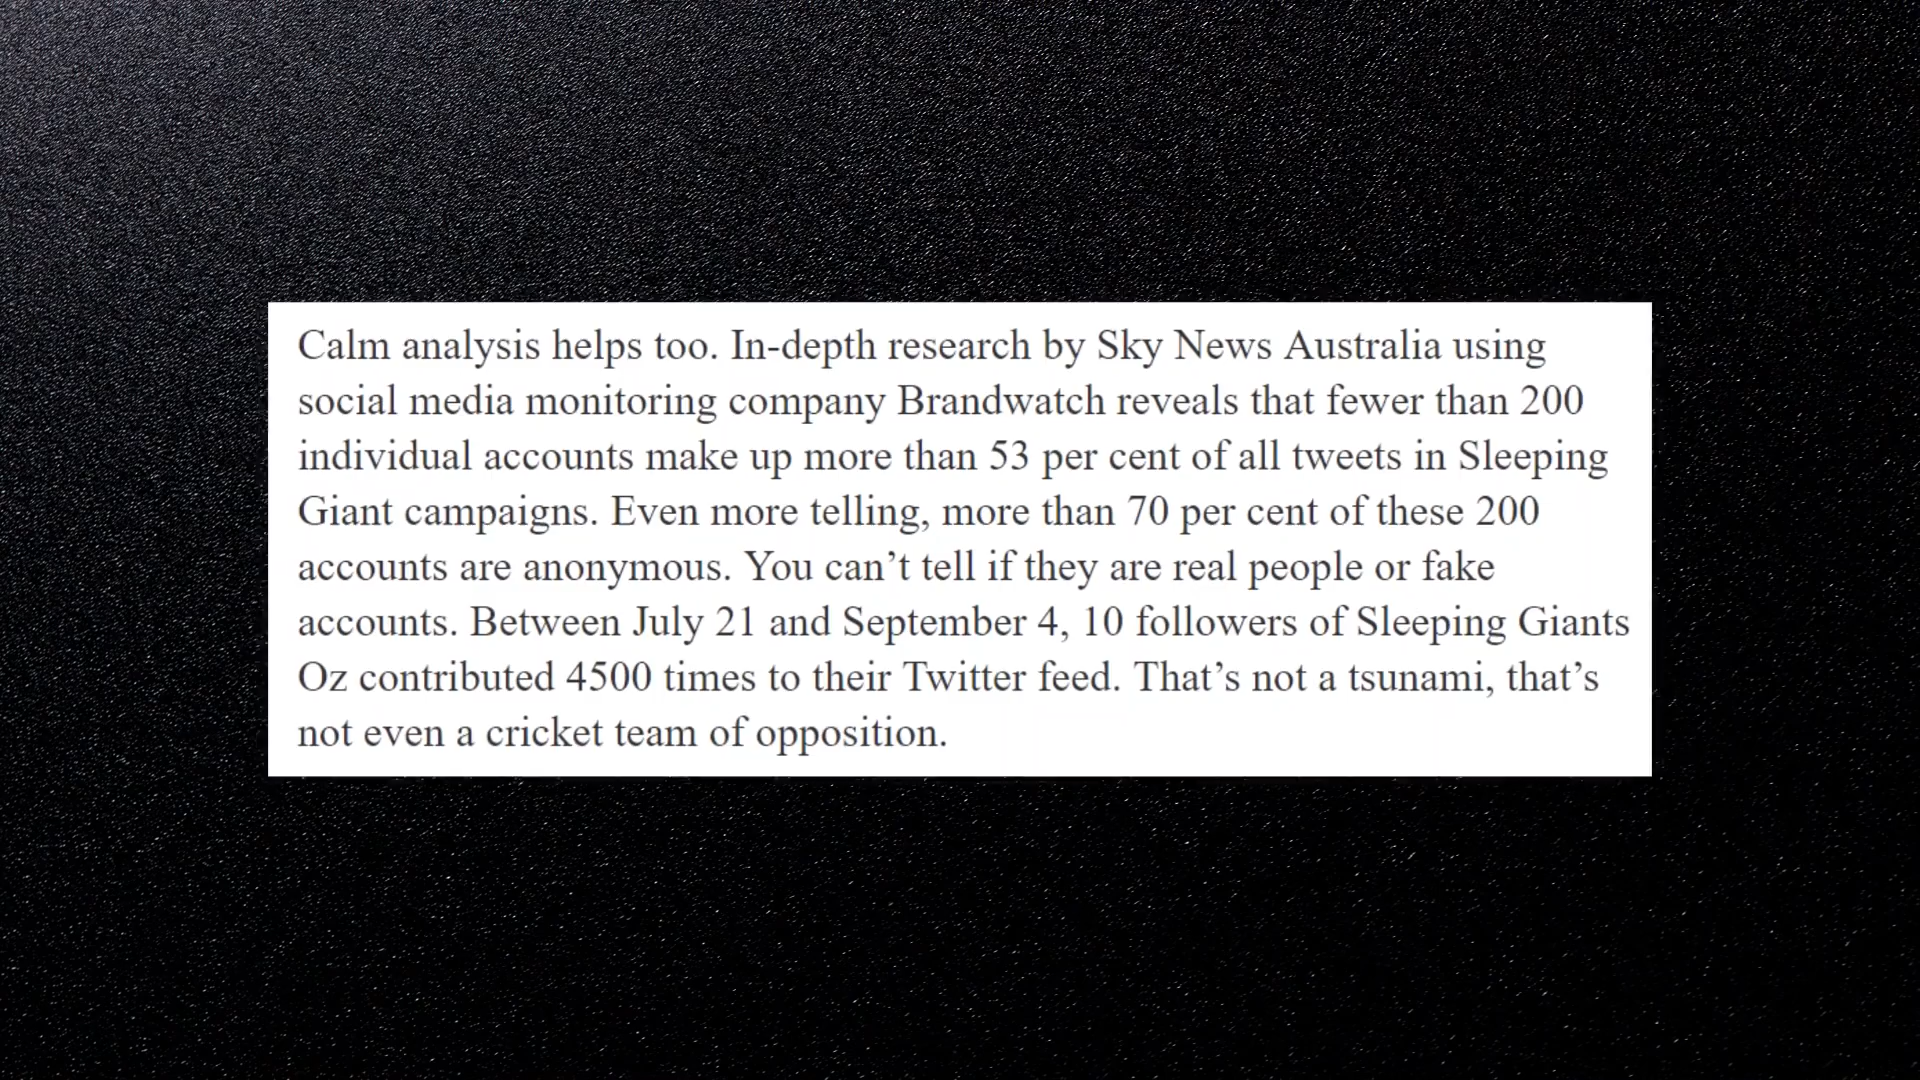 Calm analysis helps too. In-depth research by Sky News Australia using
social media monitoring company Brandwatch reveals that fewer than 200
individual accounts make up more than 53 per cent of all tweets in Sleeping
Giant campaigns. Even more telling, more than 70 per cent of these 200
accounts are anonymous. You can’t tell if they are real people or fake
accounts. Between July 21 and September 4, 10 followers of Sleeping Giants
Oz contributed 4500 times to their Twitter feed. That’s not a tsunami, that’s
not even a cricket team of opposition.